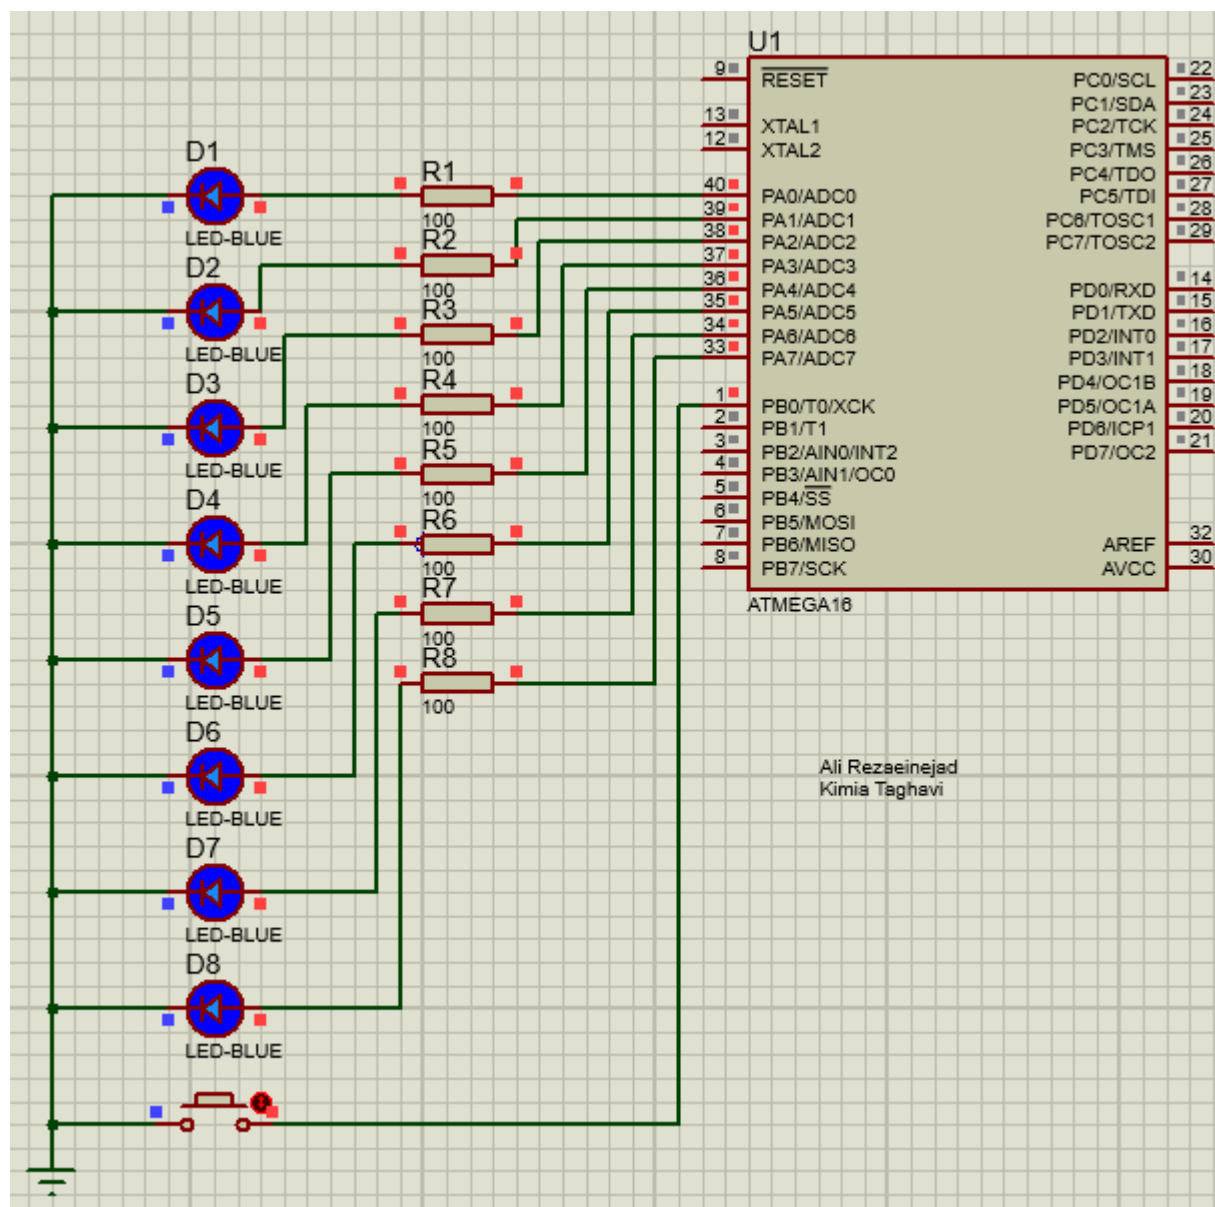 U1
9
RESET
13
XTAL1
12
XTAL2
40
PA0/ADC0
39
PA1/ADC1
38
PA2/ADC2
37
PA3/ADC3
36
PA4/ADC4
35
PA5/ADC5
34
PA6/ADC6
33
PA7/ADC7
1
PB0/T0/XCK
2
PB1/T1
3
PB2/AIN0/INT2
4
PB3/AIN1/OC0
5
PB4/SS
6
PB5/MOSI
7
PB6/MISO
8
PB7/SCK
PC0/SCL
22
PC1/SDA
23
PC2/TCK
24
PC3/TMS
25
PC4/TDO
26
PC5/TDI
27
PC6/TOSC1
28
PC7/TOSC2
29
PD0/RXD
14
PD1/TXD
15
PD2/INT0
16
PD3/INT1
17
PD4/OC1B
18
PD5/OC1A
19
PD6/ICP1
20
PD7/OC2
21
AREF
32
AVCC
30
ATMEGA16
D1
LED-BLUE
D2
LED-BLUE
D3
LED-BLUE
D4
LED-BLUE
D5
LED-BLUE
D6
LED-BLUE
D7
LED-BLUE
D8
LED-BLUE
R1
100
R2
100
R3
100
R4
100
R5
100
R6
100
R7
100
R8
100
Ali Rezaeinejad
Kimia Taghavi